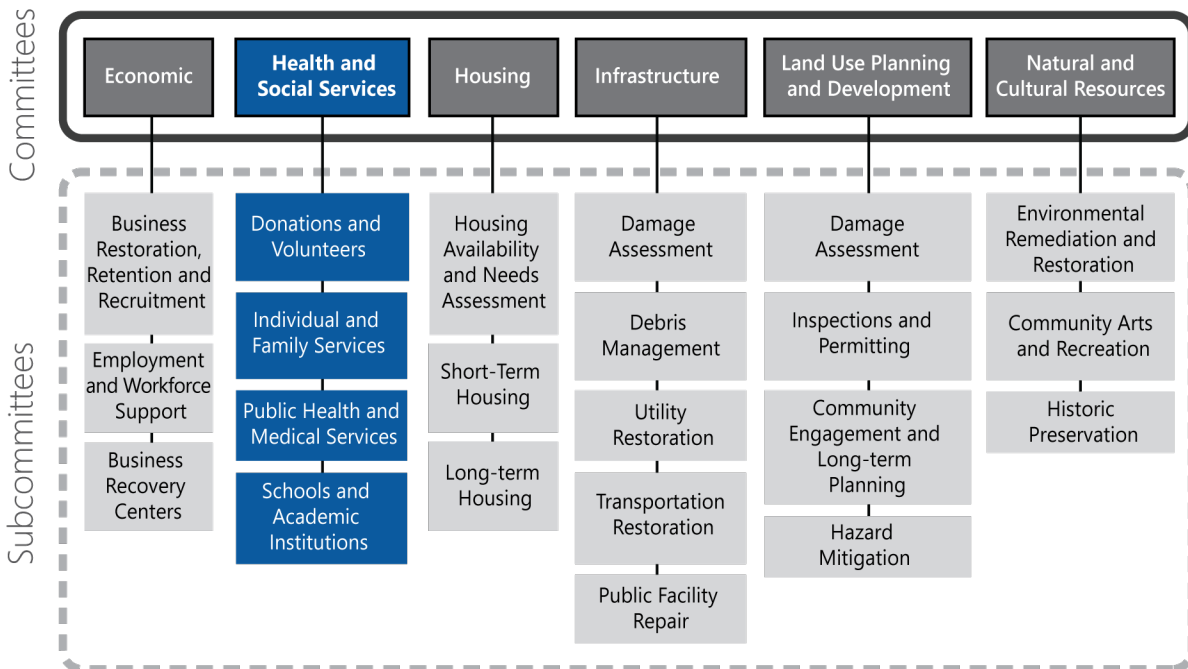 Committees
Economic
Health and
Social Services
Housing
Infrastructure
Land Use Planning
and Development
Natural and
Cultural Resources
Subcommittees
Business
Restoration,
Retention and
Recruitment
Employment
and Workforce
Support
Business
Recovery
Centers
Donations and
Volunteers
Individual and
Family Services
Public Health and
Medical Services
Schools and
Academic
Institutions
Housing
Availability
and Needs
Assessment
Short-Term
Housing
Long-term
Housing
Damage
Assessment
Debris
Management
Utility
Restoration
Transportation
Restoration
Public Facility
Repair
Damage
Assessment
Inspections and
Permitting
Community
Engagement and
Long-term
Planning
Hazard
Mitigation
Environmental
Remediation and
Restoration
Community Arts
and Recreation
Historic
Preservation